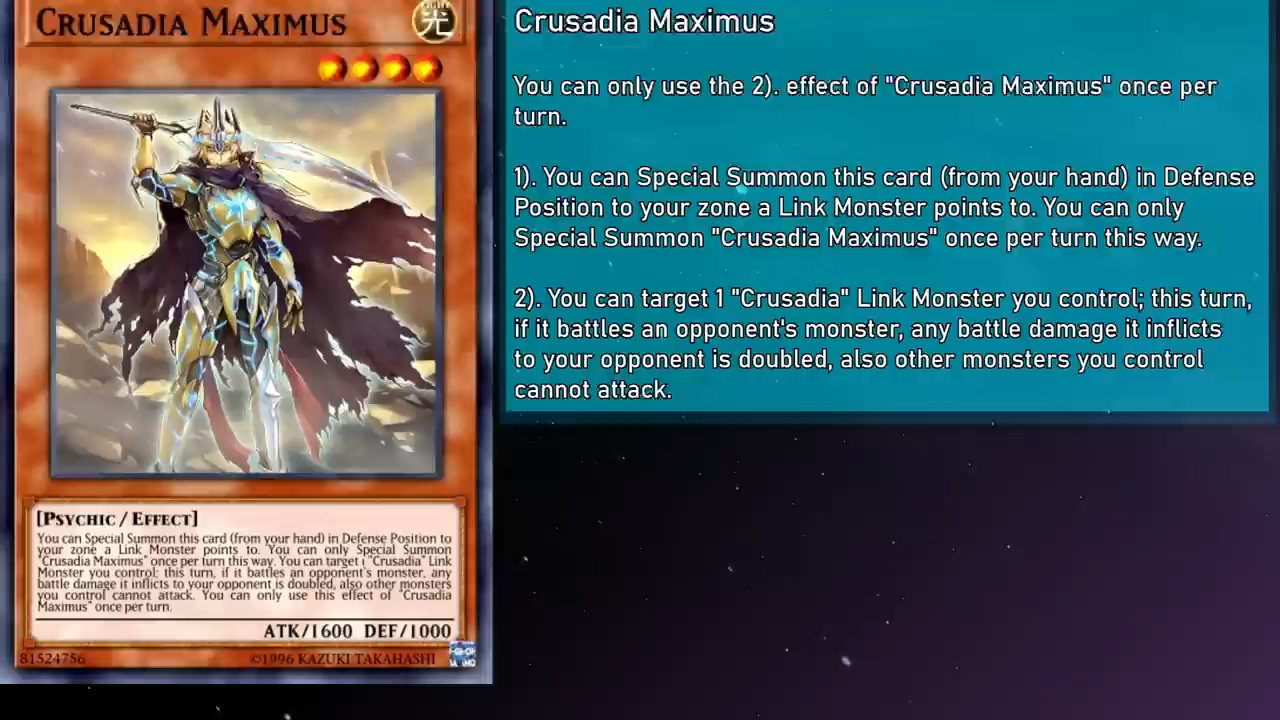 CRUSADIA MAXIMUS
LIGHT
光
[PSYCHIC / EFFECT]
You can Special Summon this card (from your hand) in Defense Position to
your zone a Link Monster points to. You can only Special Summon
"Crusadia Maximus" once per turn this way. You can target 1 "Crusadia" Link
Monster you control; this turn, if it battles an opponent's monster, any
battle damage it inflicts to your opponent is doubled, also other monsters
you control cannot attack. You can only use this effect of "Crusadia
Maximus" once per turn.
ATK/1600 DEF/1000
81524756
©1996 KAZUKI TAKAHASHI
Crusadia Maximus
You can only use the 2). effect of "Crusadia Maximus" once per
turn.
1). You can Special Summon this card (from your hand) in Defense
Position to your zone a Link Monster points to. You can only
Special Summon "Crusadia Maximus" once per turn this way.
2). You can target 1 "Crusadia" Link Monster you control; this turn,
if it battles an opponent's monster, any battle damage it inflicts
to your opponent is doubled, also other monsters you control
cannot attack.